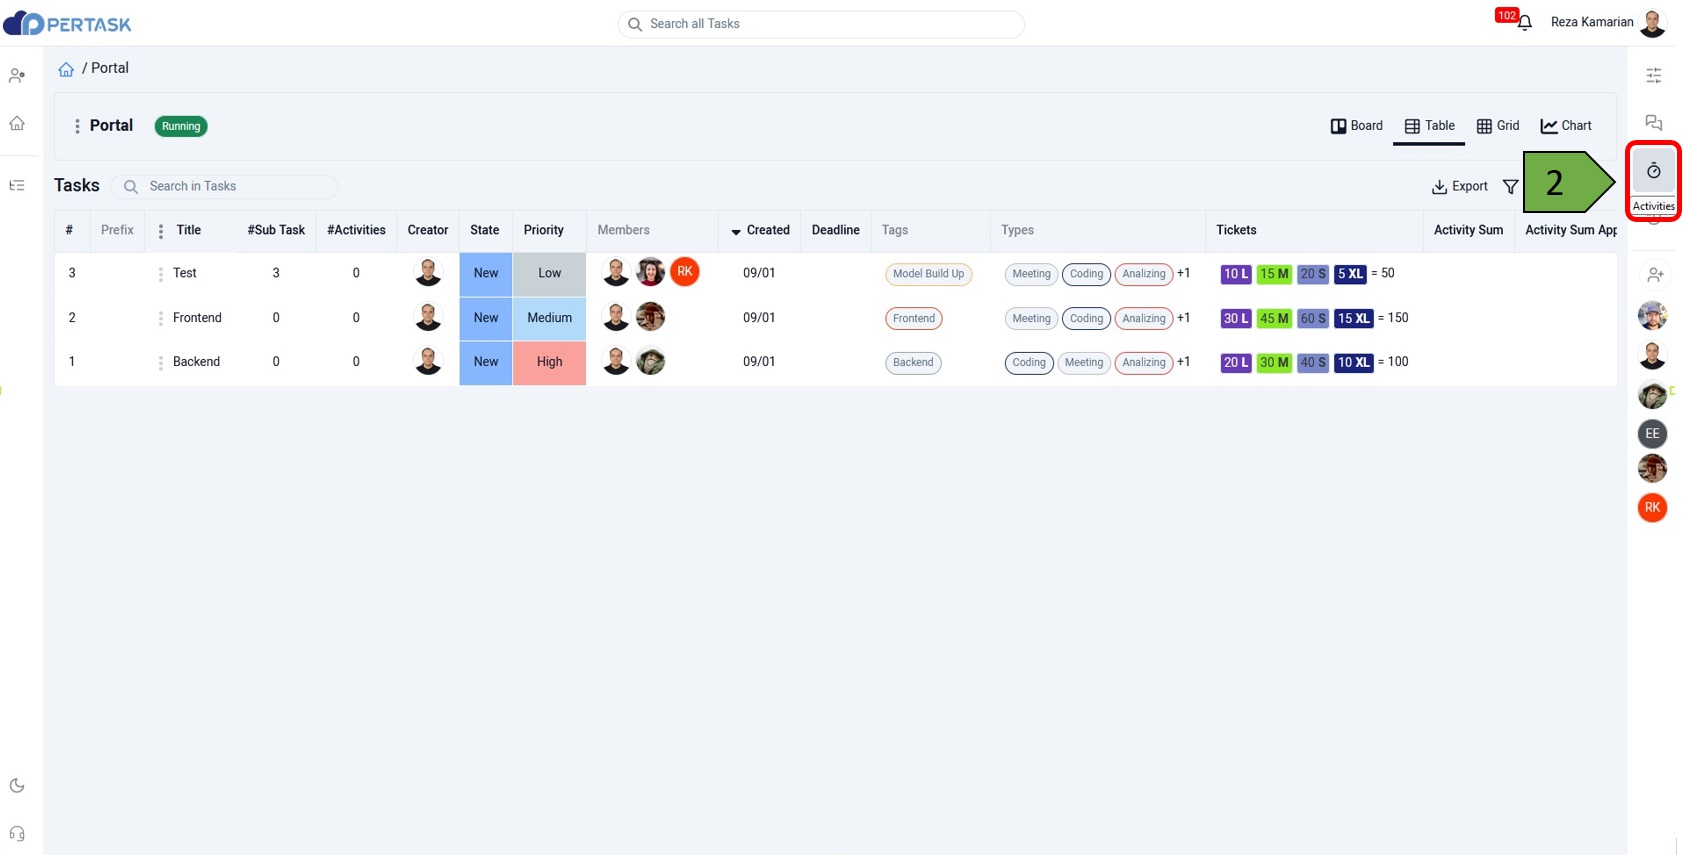 PERTASK
Search all Tasks
102
Reza Kamarian
/ Portal
Portal
Running
Board
Table
Grid
Chart
Tasks
Search in Tasks
Export
2
Activities
# Prefix Title #Sub Task #Activities Creator State Priority Members Created Deadline Tags Types Tickets Activity Sum Activity Sum App
3 Test 3 0 New Low RK 09/01 Model Build Up Meeting Coding Analizing +1 10 L 15 M 20 S 5 XL = 50
2 Frontend 0 0 New Medium 09/01 Frontend Meeting Coding Analizing +1 30 L 45 M 60 S 15 XL = 150
1 Backend 0 0 New High 09/01 Backend Coding Meeting Analizing +1 20 L 30 M 40 S 10 XL = 100
EE
RK